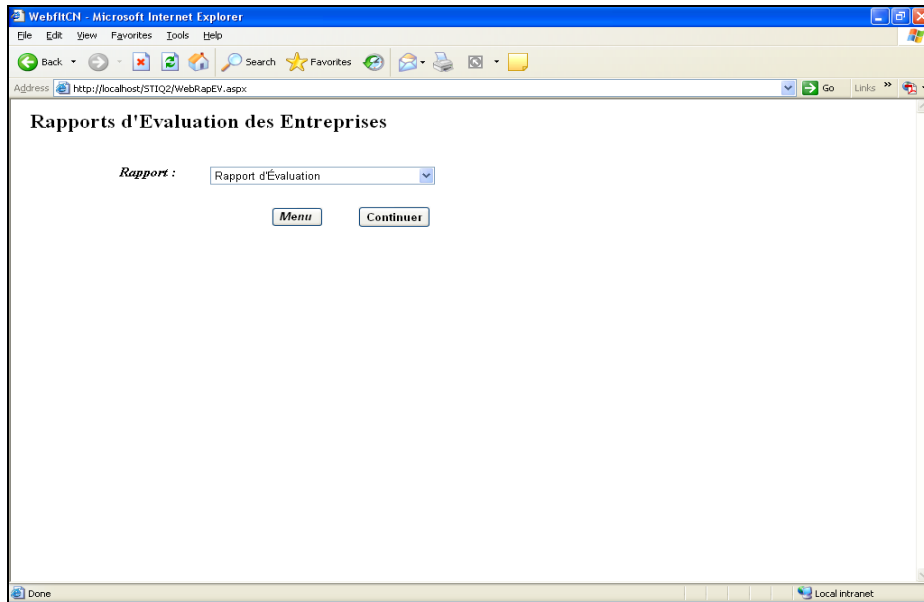 WebfltCN - Microsoft Internet Explorer
File Edit View Favorites Tools Help
Back Search Favorites
Address http://localhost/STIQ2/WebRapEV.aspx Go Links »
Rapports d'Evaluation des Entreprises
Rapport : Rapport d'Évaluation
Menu Continuer
Done Local intranet